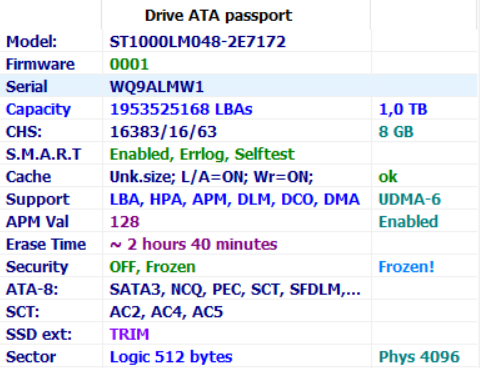 Drive ATA passport
Model: ST1000LM048-2E7172
Firmware 0001
Serial WQ9ALMW1
Capacity 1953525168 LBAs 1,0 TB
CHS: 16383/16/63 8 GB
S.M.A.R.T Enabled, Errlog, Selftest
Cache Unk.size; L/A=ON; Wr=ON; ok
Support LBA, HPA, APM, DLM, DCO, DMA UDMA-6
APM Val 128 Enabled
Erase Time ~ 2 hours 40 minutes
Security OFF, Frozen Frozen!
ATA-8: SATA3, NCQ, PEC, SCT, SFDLM,...
SCT: AC2, AC4, AC5
SSD ext: TRIM
Sector Logic 512 bytes Phys 4096